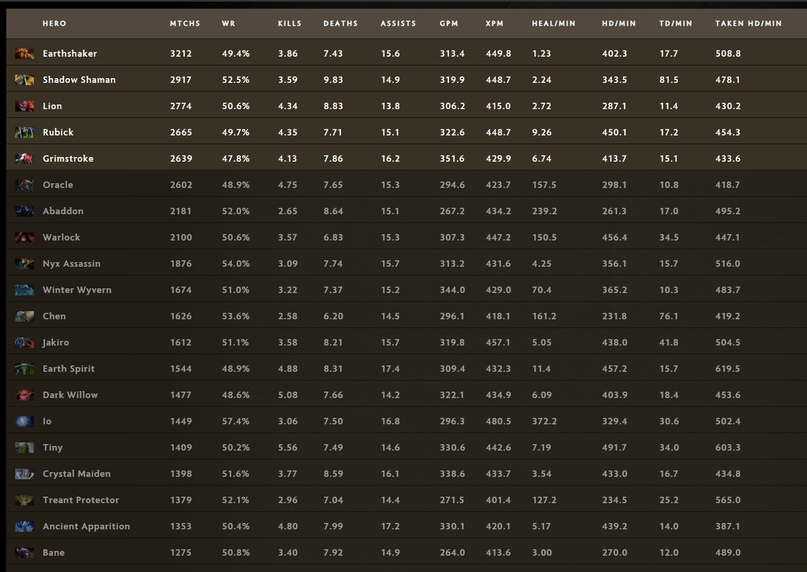 HERO MTCHS WR KILLS DEATHS ASSISTS GPM XPM HEAL/MIN HD/MIN TD/MIN TAKEN HD/MIN
Earthshaker 3212 49.4% 3.86 7.43 15.6 313.4 449.8 1.23 402.3 17.7 508.8
Shadow Shaman 2917 52.5% 3.59 9.83 14.9 319.9 448.7 2.24 343.5 81.5 478.1
Lion 2774 50.6% 4.34 8.83 13.8 306.2 415.0 2.72 287.1 11.4 430.2
Rubick 2665 49.7% 4.35 7.71 15.1 322.6 448.7 9.26 450.1 17.2 454.3
Grimstroke 2639 47.8% 4.13 7.86 16.2 351.6 429.9 6.74 413.7 15.1 433.6
Oracle 2602 48.9% 4.75 7.65 15.3 294.6 423.7 157.5 298.1 10.8 418.7
Abaddon 2181 52.0% 2.65 8.64 15.1 267.2 434.2 239.2 261.3 17.0 495.2
Warlock 2100 50.6% 3.57 6.83 15.3 307.3 447.2 150.5 456.4 34.5 447.1
Nyx Assassin 1876 54.0% 3.09 7.74 15.7 313.2 431.6 4.25 356.1 15.7 516.0
Winter Wyvern 1674 51.0% 3.22 7.37 15.2 344.0 429.0 70.4 365.2 10.3 483.7
Chen 1626 53.6% 2.58 6.20 14.5 296.1 418.1 161.2 231.8 76.1 419.2
Jakiro 1612 51.1% 3.58 8.21 15.7 319.8 457.1 5.05 438.0 41.8 504.5
Earth Spirit 1544 48.9% 4.88 8.31 17.4 309.4 432.3 11.4 457.2 15.7 619.5
Dark Willow 1477 48.6% 5.08 7.66 14.2 322.1 434.9 6.09 403.9 18.4 453.6
Io 1449 57.4% 3.06 7.50 16.8 296.3 480.5 372.2 329.4 30.6 502.4
Tiny 1409 50.2% 5.56 7.49 14.6 330.6 442.6 7.19 491.7 34.0 603.3
Crystal Maiden 1398 51.6% 3.77 8.59 16.1 338.6 433.7 3.54 433.0 16.7 434.8
Treant Protector 1379 52.1% 2.96 7.04 14.4 271.5 401.4 127.2 234.5 25.2 565.0
Ancient Apparition 1353 50.4% 4.80 7.99 17.2 330.1 420.1 5.17 439.2 14.0 387.1
Bane 1275 50.8% 3.40 7.92 14.9 264.0 413.6 3.00 270.0 12.0 489.0